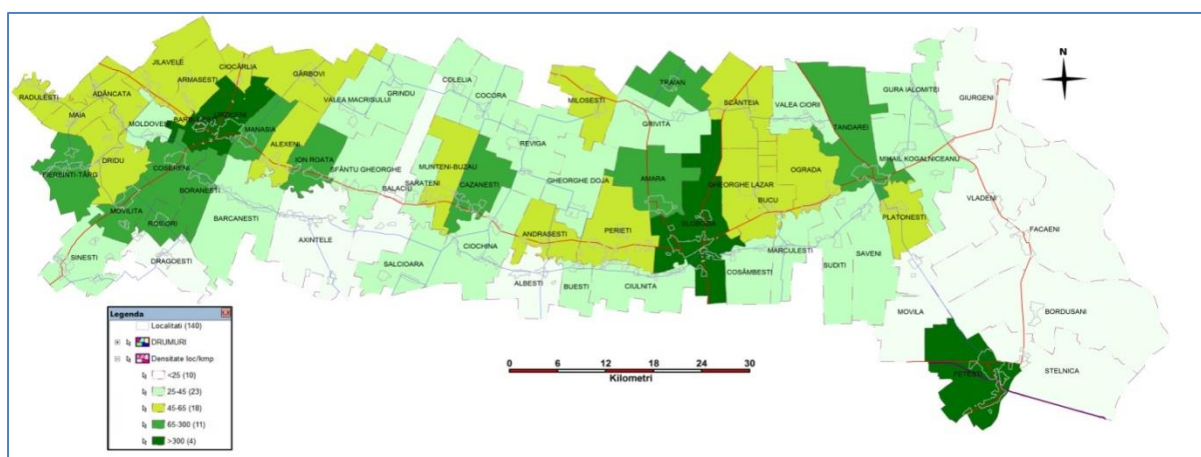 N
JILAVELE
CIOCÂRLIA
ARMASESTI
GÂRBOVI
RADULESTI
ADÂNCATA
MAIA
MOLDOVENI
MANASIA
VALEA MACRISULUI
GRINDU
COLELIA
COCORA
MILOSESTI
TRAIAN
GRIVITA
SCÂNTEIA
VALEA CIORII
TANDAREI
GURA IALOMITEI
GIURGENI
DRIDU
ALEXENI
COSERENI
ION ROATA
SFÂNTU GHEORGHE
MUNTENI-BUZAU
REVIGA
MIHAIL KOGALNICEANU
FIERBINTI-TÂRG
BORANESTI
BALACIU
SARATENI
CAZANESTI
GHEORGHE DOJA
AMARA
GHEORGHE LAZAR
OGRADA
BUCU
VLADENI
MOVILITA
ROSIORI
BARCANESTI
AXINTELE
ANDRASESTI
PERIETI
SLOBOZIA
PLATONESTI
FACAENI
SINESTI
DRAGOESTI
SALCIOARA
CIOCHINA
ALBESTI
BUESTI
CIULNITA
COSÂMBESTI
MARCULESTI
SUDITI
SAVENI
MOVILA
BORDUSANI
FETESTI
STELNICA
0 6 12 18 24 30
Kilometri
Legenda
Localitati (140)
DRUMURI
Densitate loc/kmp
<25 (10)
25-45 (23)
45-65 (18)
65-300 (11)
>300 (4)